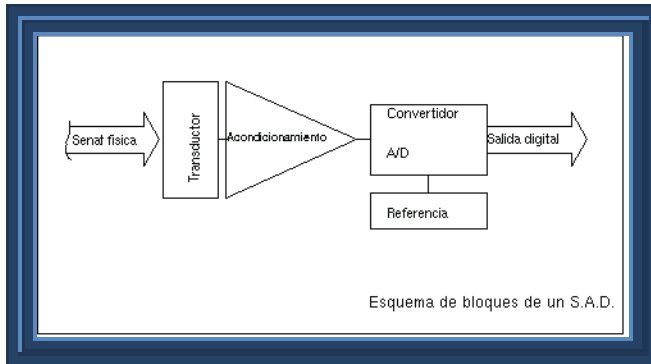 Senal fisica
Transductor
Acondicionamiento
Convertidor
A/D
Salida digital
Referencia
Esquema de bloques de un S.A.D.